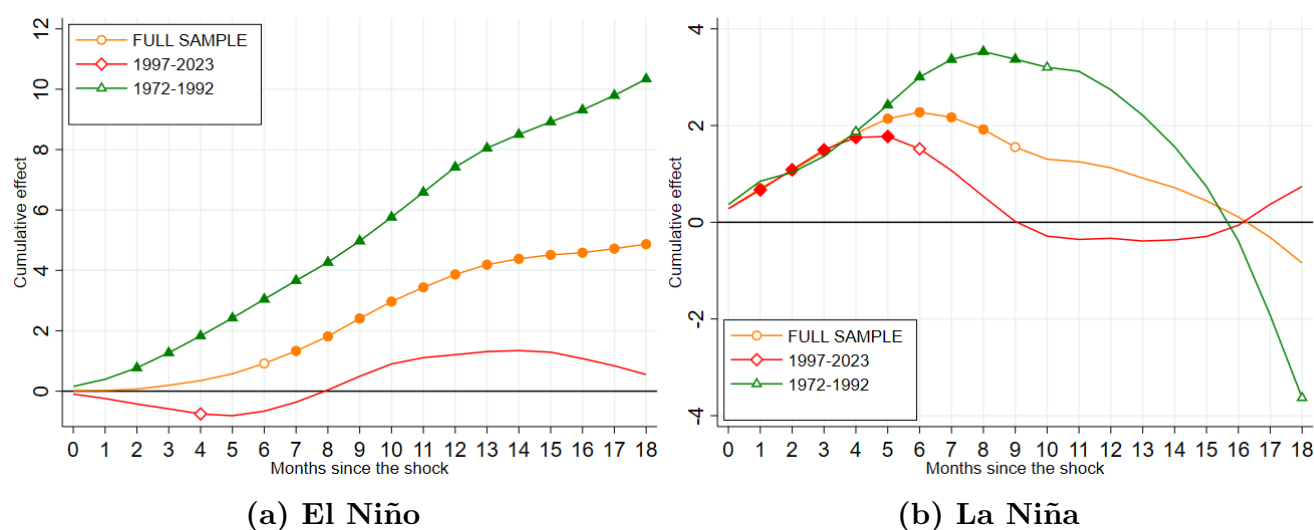 12
10
8
6
4
2
0
Cumulative effect
FULL SAMPLE
1997-2023
1972-1992
0 1 2 3 4 5 6 7 8 9 10 11 12 13 14 15 16 17 18
Months since the shock
(a) El Niño
4
2
0
-2
-4
Cumulative effect
FULL SAMPLE
1997-2023
1972-1992
0 1 2 3 4 5 6 7 8 9 10 11 12 13 14 15 16 17 18
Months since the shock
(b) La Niña